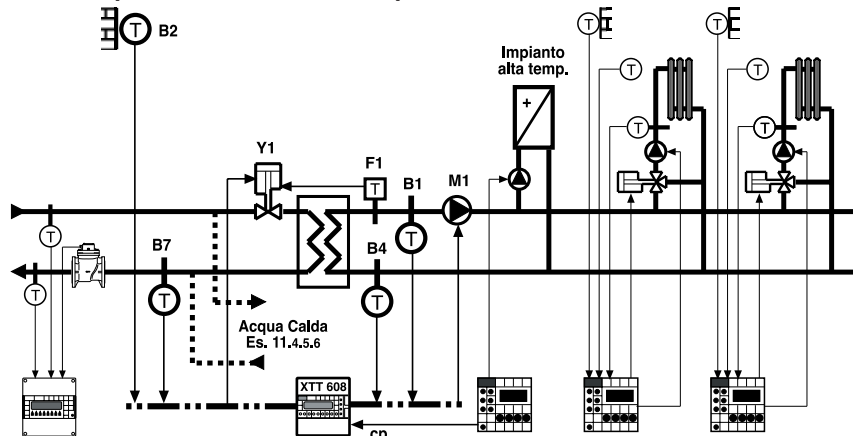 T
B2
Impianto
alta temp.
+
T
T
T
T
T
T
Y1
F1
T
B1
M1
T
T
B7
B4
T
T
T
Acqua Calda
Es. 11.4.5.6
XTT 608
cp